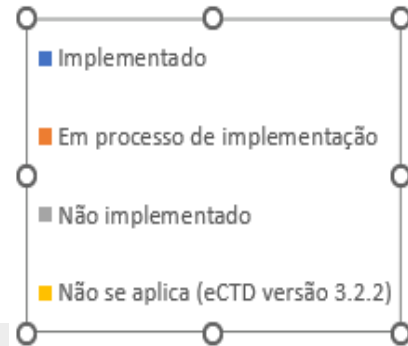 Implementado
Em processo de implementação
Não implementado
Não se aplica (eCTD versão 3.2.2)